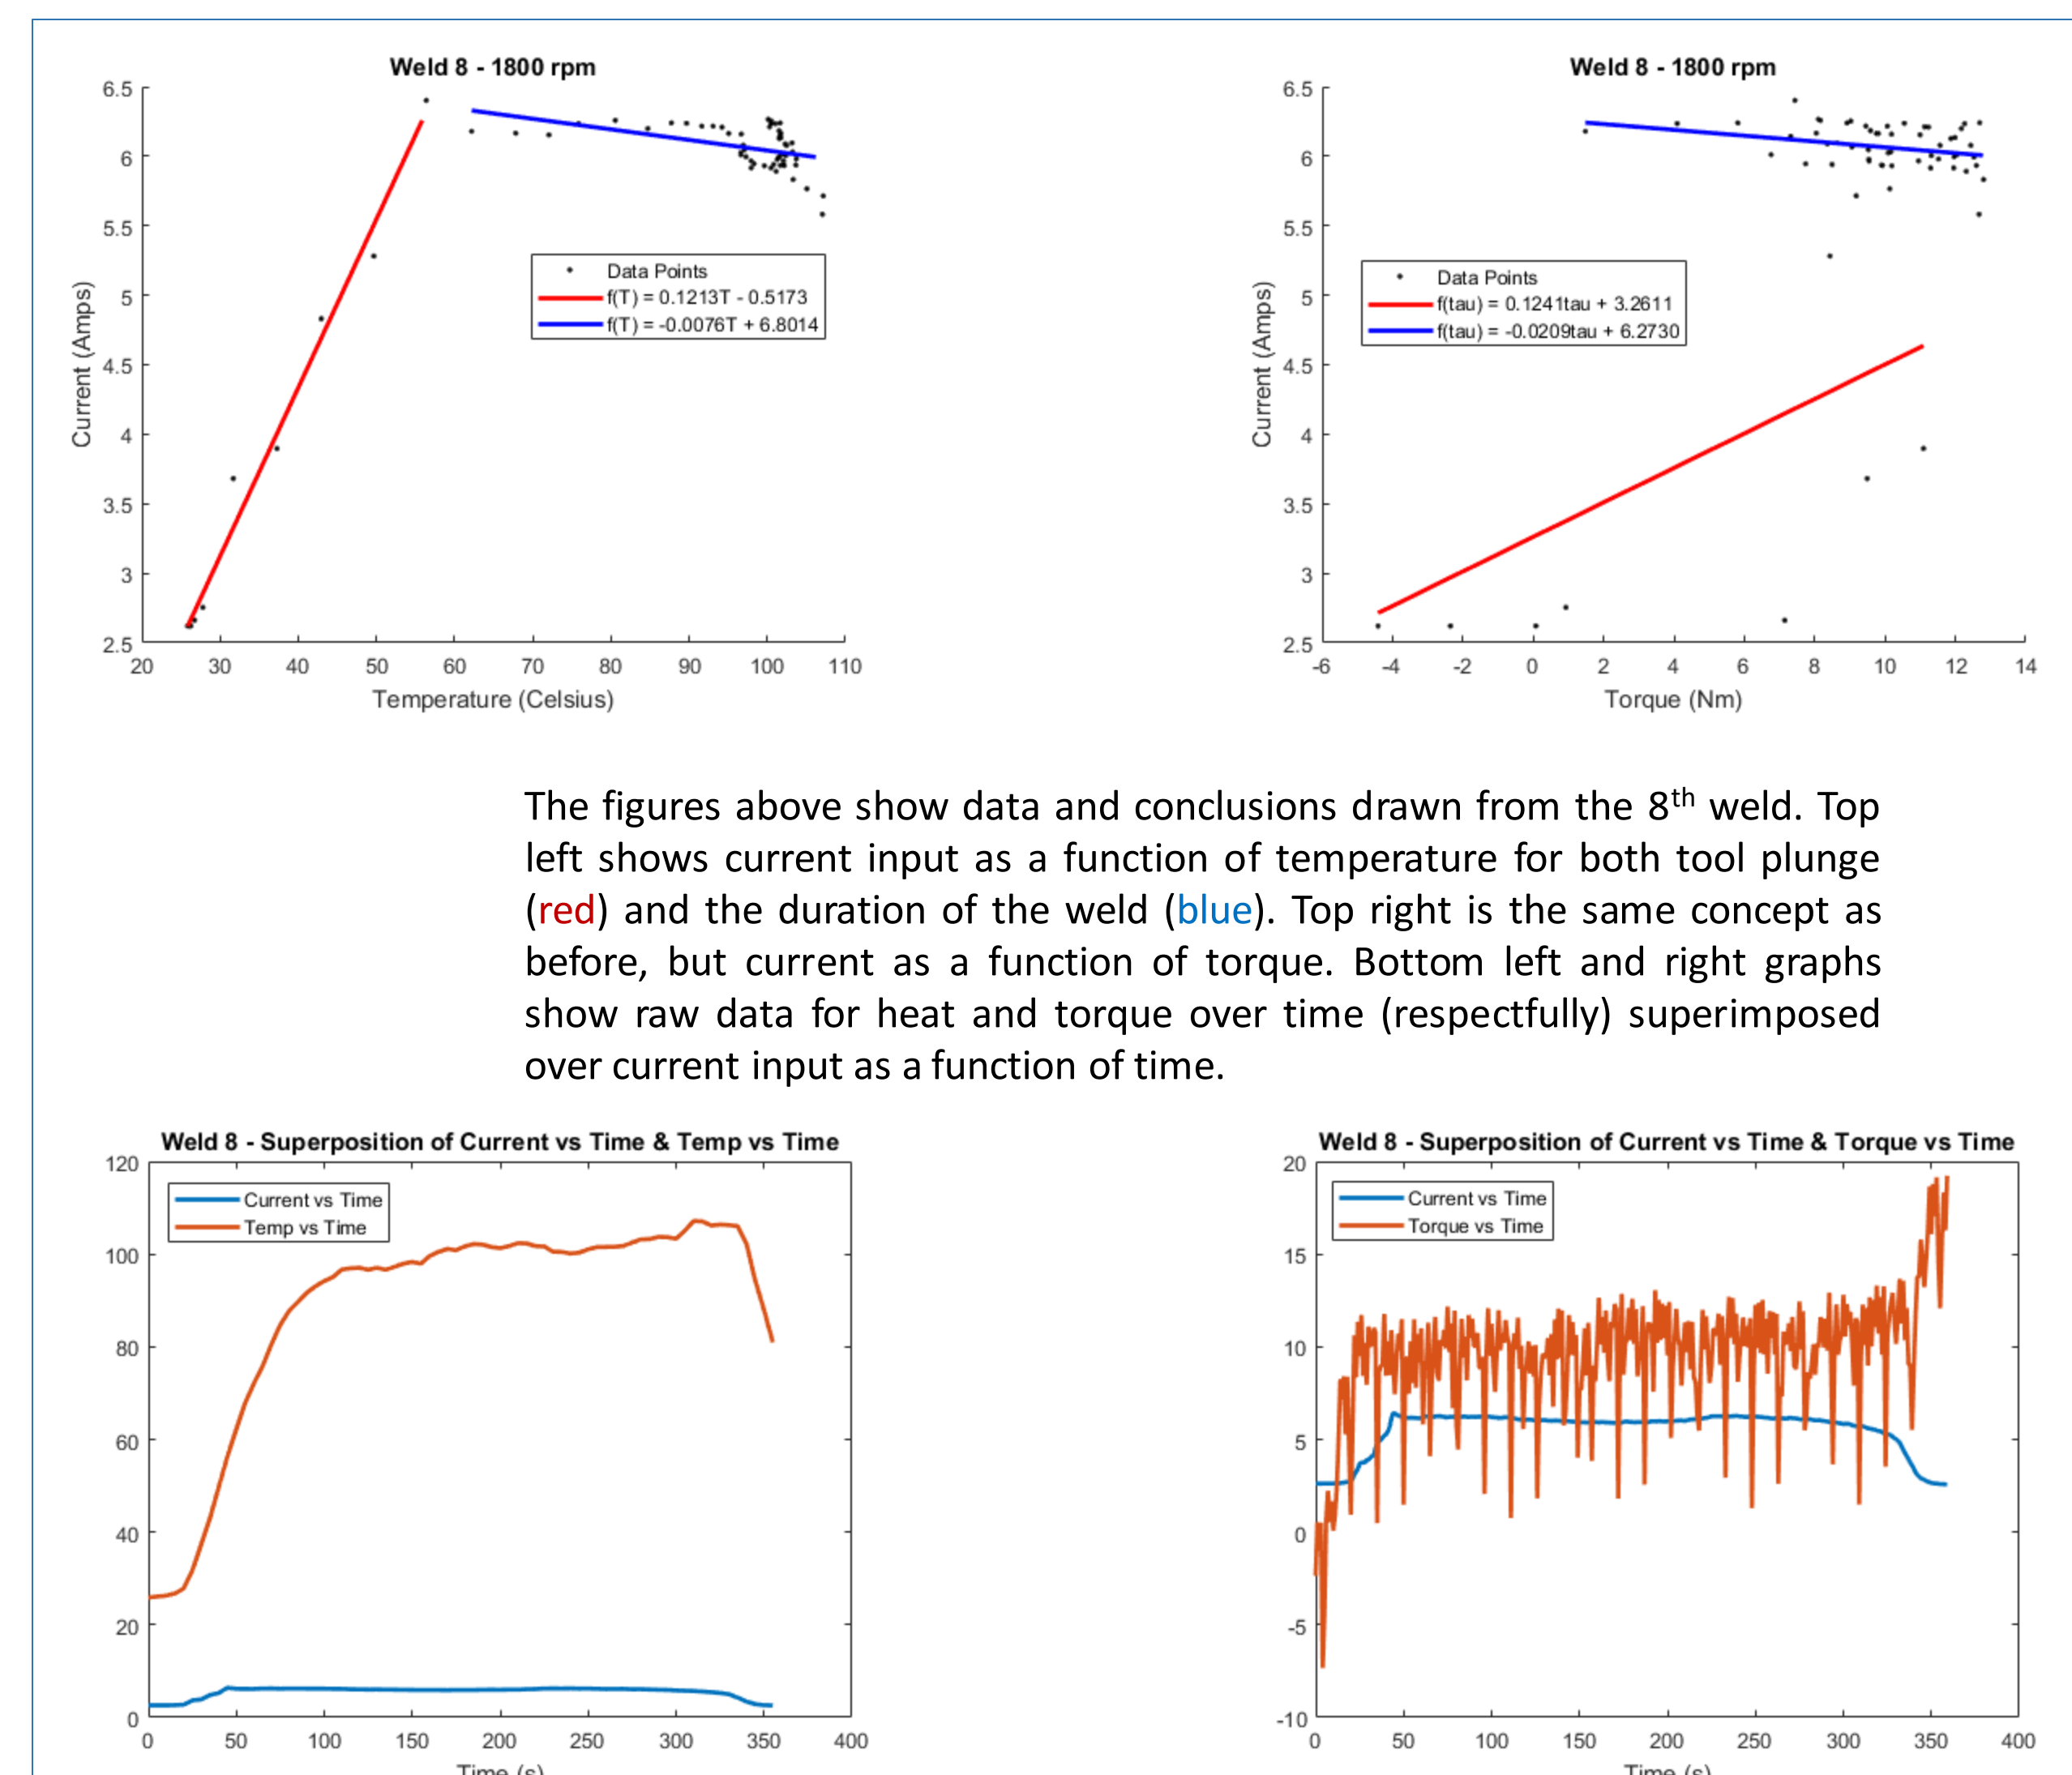 Weld 8 - 1800 rpm
6.5
6
5.5
5
4.5
4
3.5
3
2.5
Current (Amps)
Data Points
f(T) = 0.1213T - 0.5173
f(T) = -0.0076T + 6.8014
20 30 40 50 60 70 80 90 100 110
Temperature (Celsius)
Weld 8 - 1800 rpm
6.5
6
5.5
5
4.5
4
3.5
3
2.5
Current (Amps)
Data Points
f(tau) = 0.1241tau + 3.2611
f(tau) = -0.0209tau + 6.2730
-6 -4 -2 0 2 4 6 8 10 12 14
Torque (Nm)
The figures above show data and conclusions drawn from the 8th weld. Top
left shows current input as a function of temperature for both tool plunge
(red) and the duration of the weld (blue). Top right is the same concept as
before, but current as a function of torque. Bottom left and right graphs
show raw data for heat and torque over time (respectfully) superimposed
over current input as a function of time.
Weld 8 - Superposition of Current vs Time & Temp vs Time
120
100
80
60
40
20
0
Current vs Time
Temp vs Time
0 50 100 150 200 250 300 350 400
Time (s)
Weld 8 - Superposition of Current vs Time & Torque vs Time
20
15
10
5
0
-5
-10
Current vs Time
Torque vs Time
0 50 100 150 200 250 300 350 400
Time (s)